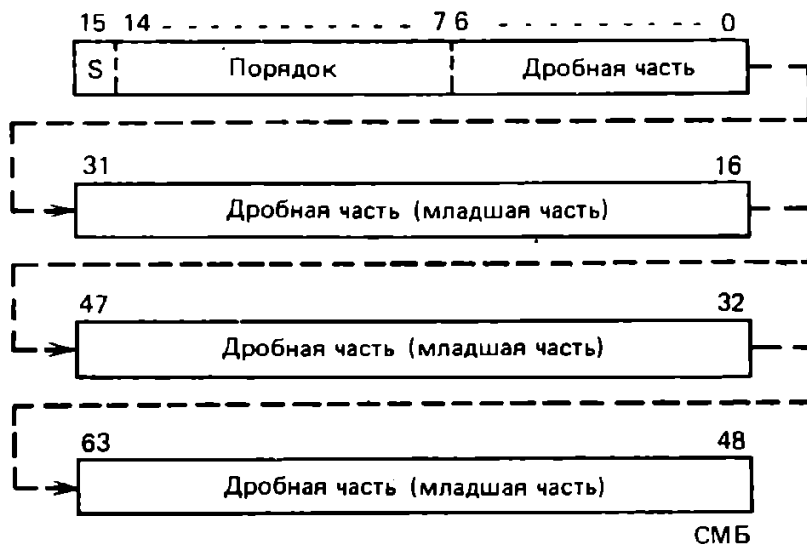 15 14 - - - - - - - - - - - - 7 6 - - - - - - - - - - 0
S Порядок Дробная часть
31 16
Дробная часть (младшая часть)
47 32
Дробная часть (младшая часть)
63 48
Дробная часть (младшая часть)
СМБ